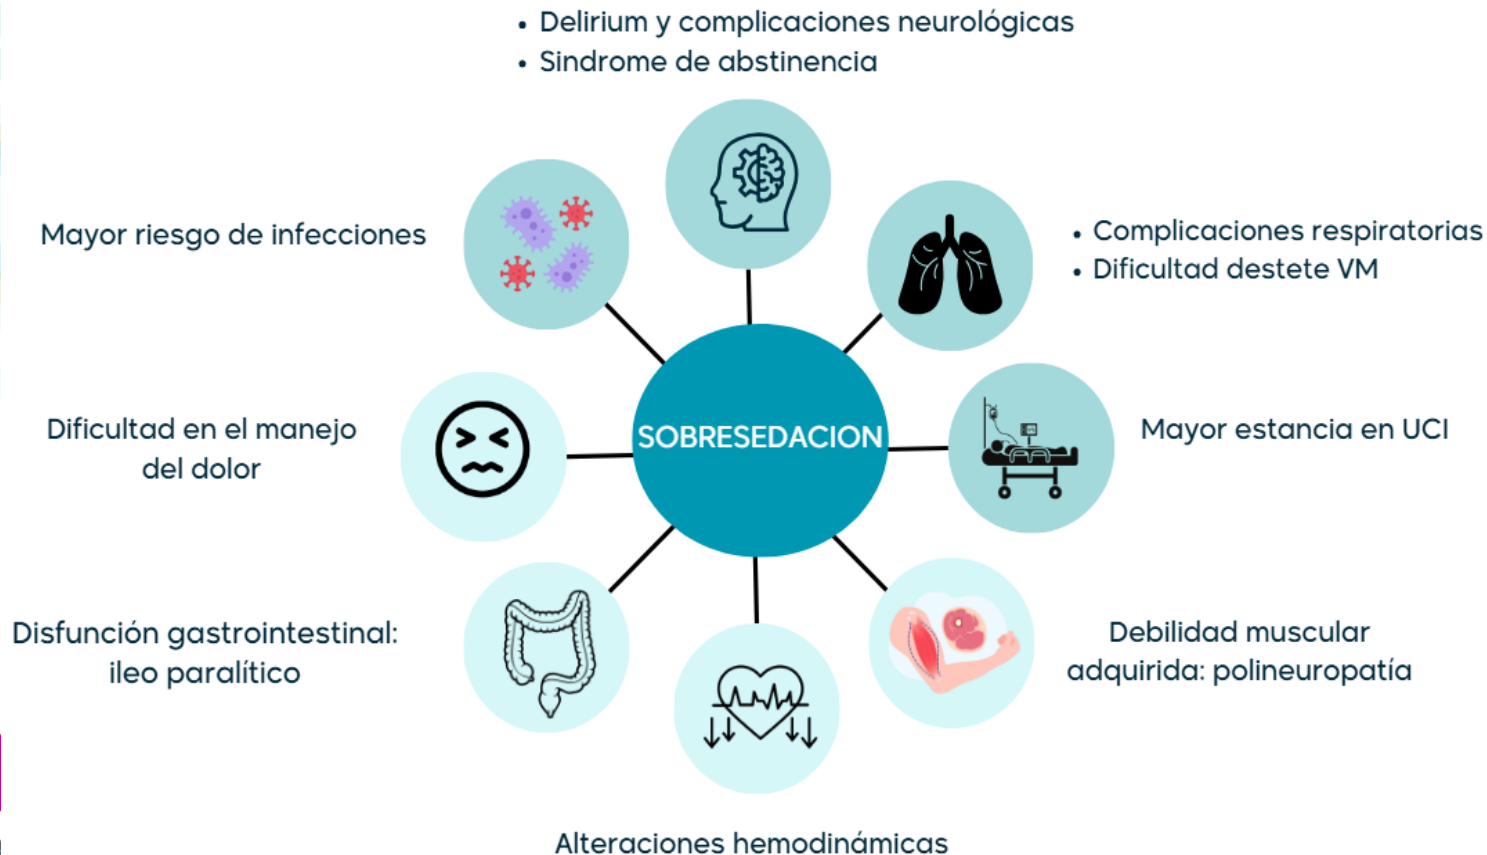 • Delirium y complicaciones neurológicas
• Sindrome de abstinencia
Mayor riesgo de infecciones
• Complicaciones respiratorias
• Dificultad destete VM
Dificultad en el manejo
del dolor
SOBRESEDACION
Mayor estancia en UCI
Disfunción gastrointestinal:
ileo paralítico
Debilidad muscular
adquirida: polineuropatía
Alteraciones hemodinámicas